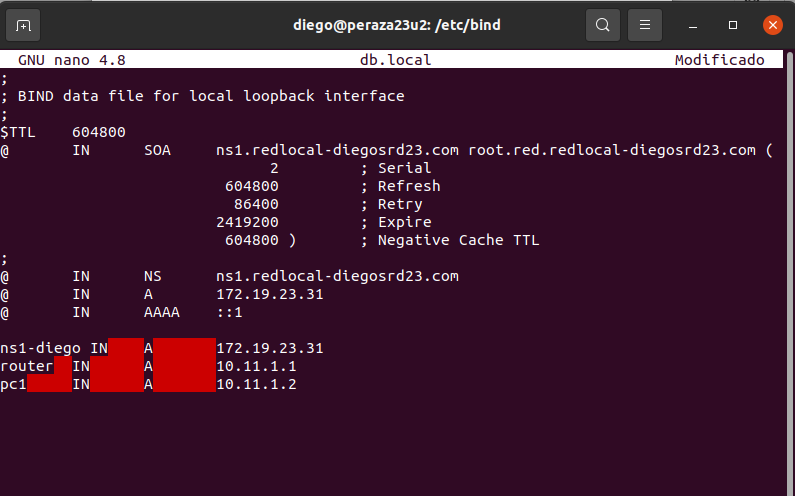 diego@peraza23u2: /etc/bind
GNU nano 4.8 db.local Modificado
;
; BIND data file for local loopback interface
;
$TTL 604800
@ IN SOA ns1.redlocal-diegosrd23.com root.red.redlocal-diegosrd23.com (
2 ; Serial
604800 ; Refresh
86400 ; Retry
2419200 ; Expire
604800 ) ; Negative Cache TTL
;
@ IN NS ns1.redlocal-diegosrd23.com
@ IN A 172.19.23.31
@ IN AAAA ::1
ns1-diego IN A 172.19.23.31
router IN A 10.11.1.1
pc1 IN A 10.11.1.2